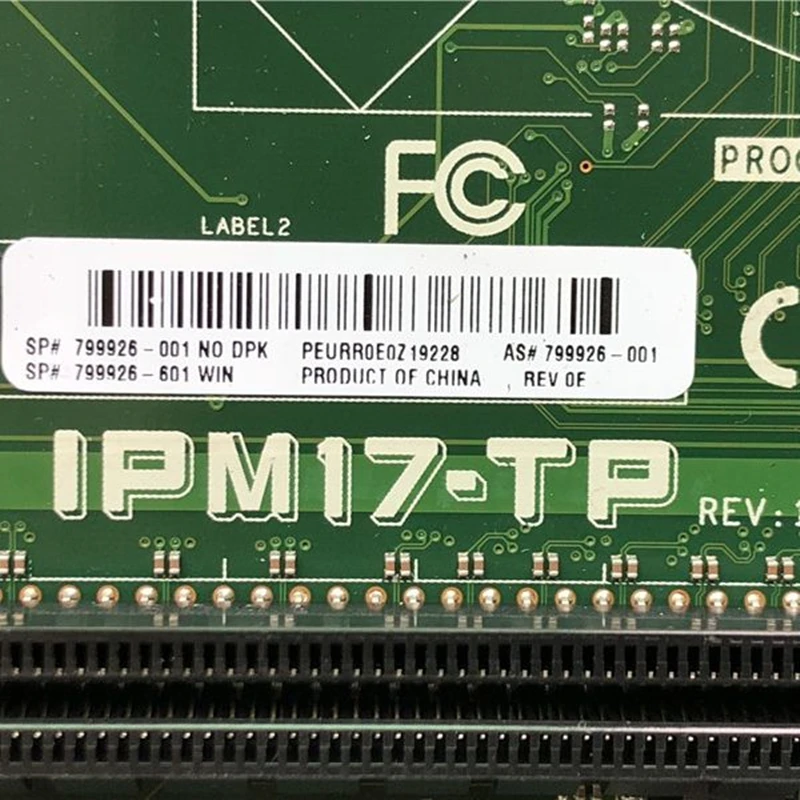 FC
PROG
LABEL2
SP# 799926-001 NO DPK PEURR0E0Z19228 AS# 799926-001
SP# 799926-601 WIN PRODUCT OF CHINA REV 0E
IPM17-TP
REV:1